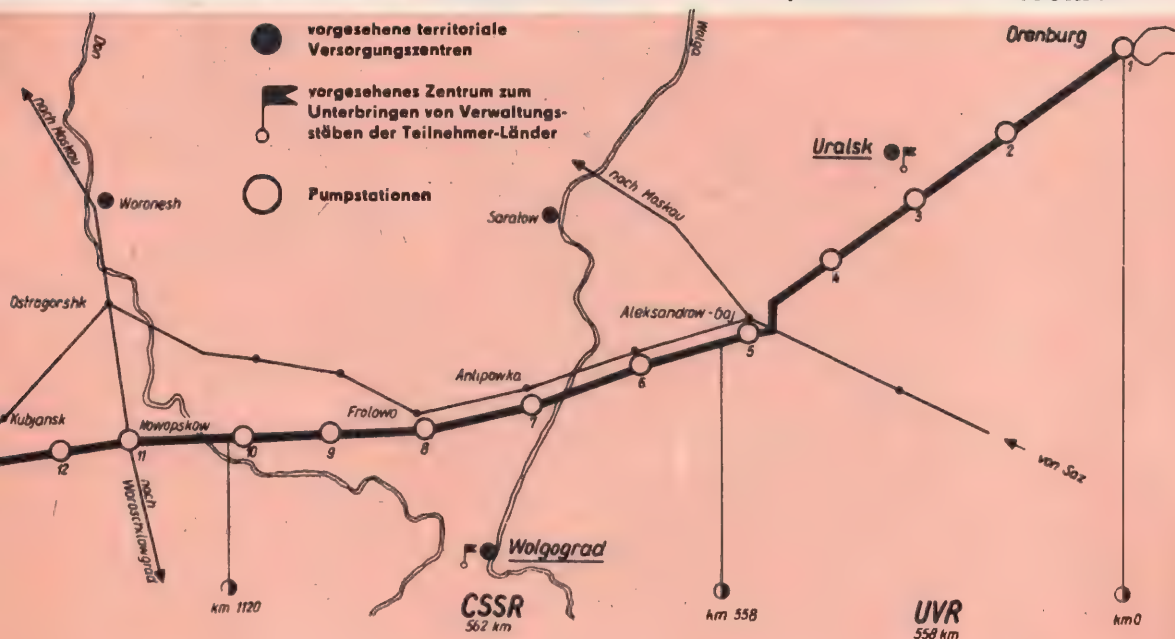 vorgesehene territoriale
Versorgungszentren
vorgesehenes Zentrum zum
Unterbringen von Verwaltungs-
stäben der Teilnehmer-Länder
Pumpstationen
Don
Wolga
Orenburg
1
2
Uralsk
3
4
nach Moskau
nach Moskau
Woronesh
Saratow
Ostrogorshk
Aleksandrow-Gaj
5
6
Antipowka
7
Frolowo
8
9
10
Kubjansk
Nowopskow
11
12
nach
Woroschilowgrad
von Saz
Wolgograd
km 1120
CSSR
562 km
km 558
UVR
558 km
km 0